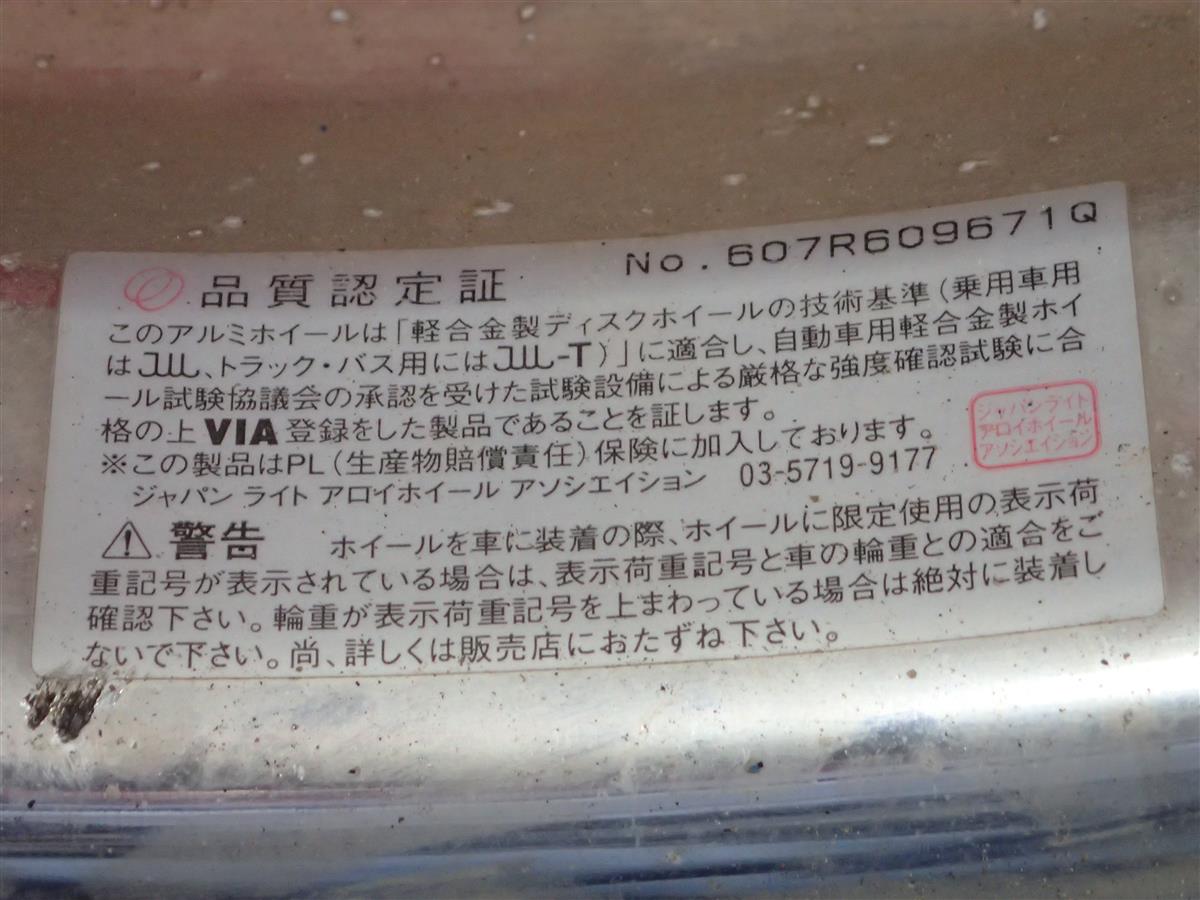 品質認定証 No.607R609671Q
このアルミホイールは「軽合金製ディスクホイールの技術基準(乗用車用
はJWL、トラック・バス用にはJWL-T)」に適合し、自動車用軽合金製ホイ
ール試験協議会の承認を受けた試験設備による厳格な強度確認試験に合
格の上VIA登録をした製品であることを証します。
※この製品はPL(生産物賠償責任)保険に加入しております。
ジャパン ライト アロイホイール アソシエイション 03-5719-9177
ジャパンライト
アロイホイール
アソシエイション
警告 ホイールを車に装着の際、ホイールに限定使用の表示荷
重記号が表示されている場合は、表示荷重記号と車の輪重との適合をご
確認下さい。輪重が表示荷重記号を上まわっている場合は絶対に装着し
ないで下さい。尚、詳しくは販売店におたずね下さい。